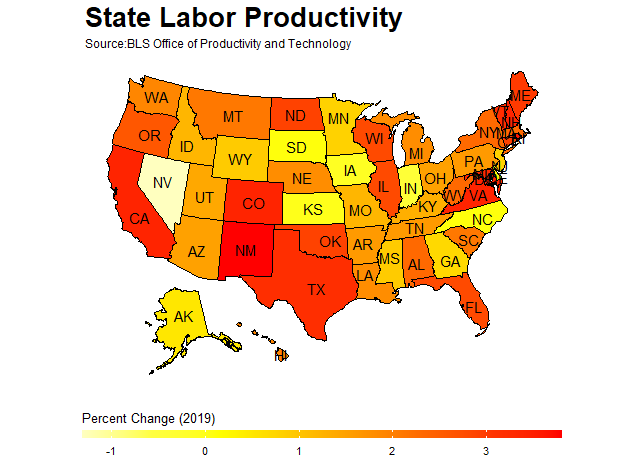 State Labor Productivity
Source:BLS Office of Productivity and Technology
WA
MT
ND
MN
ME
OR
ID
WY
SD
WI
MI
NY
NV
UT
CO
NE
KS
IA
IL
IN
OH
PA
WV
VA
CA
AZ
NM
OK
MO
KY
TN
NC
SC
AR
MS
AL
GA
TX
LA
FL
AK
HI
Percent Change (2019)
-1 0 1 2 3